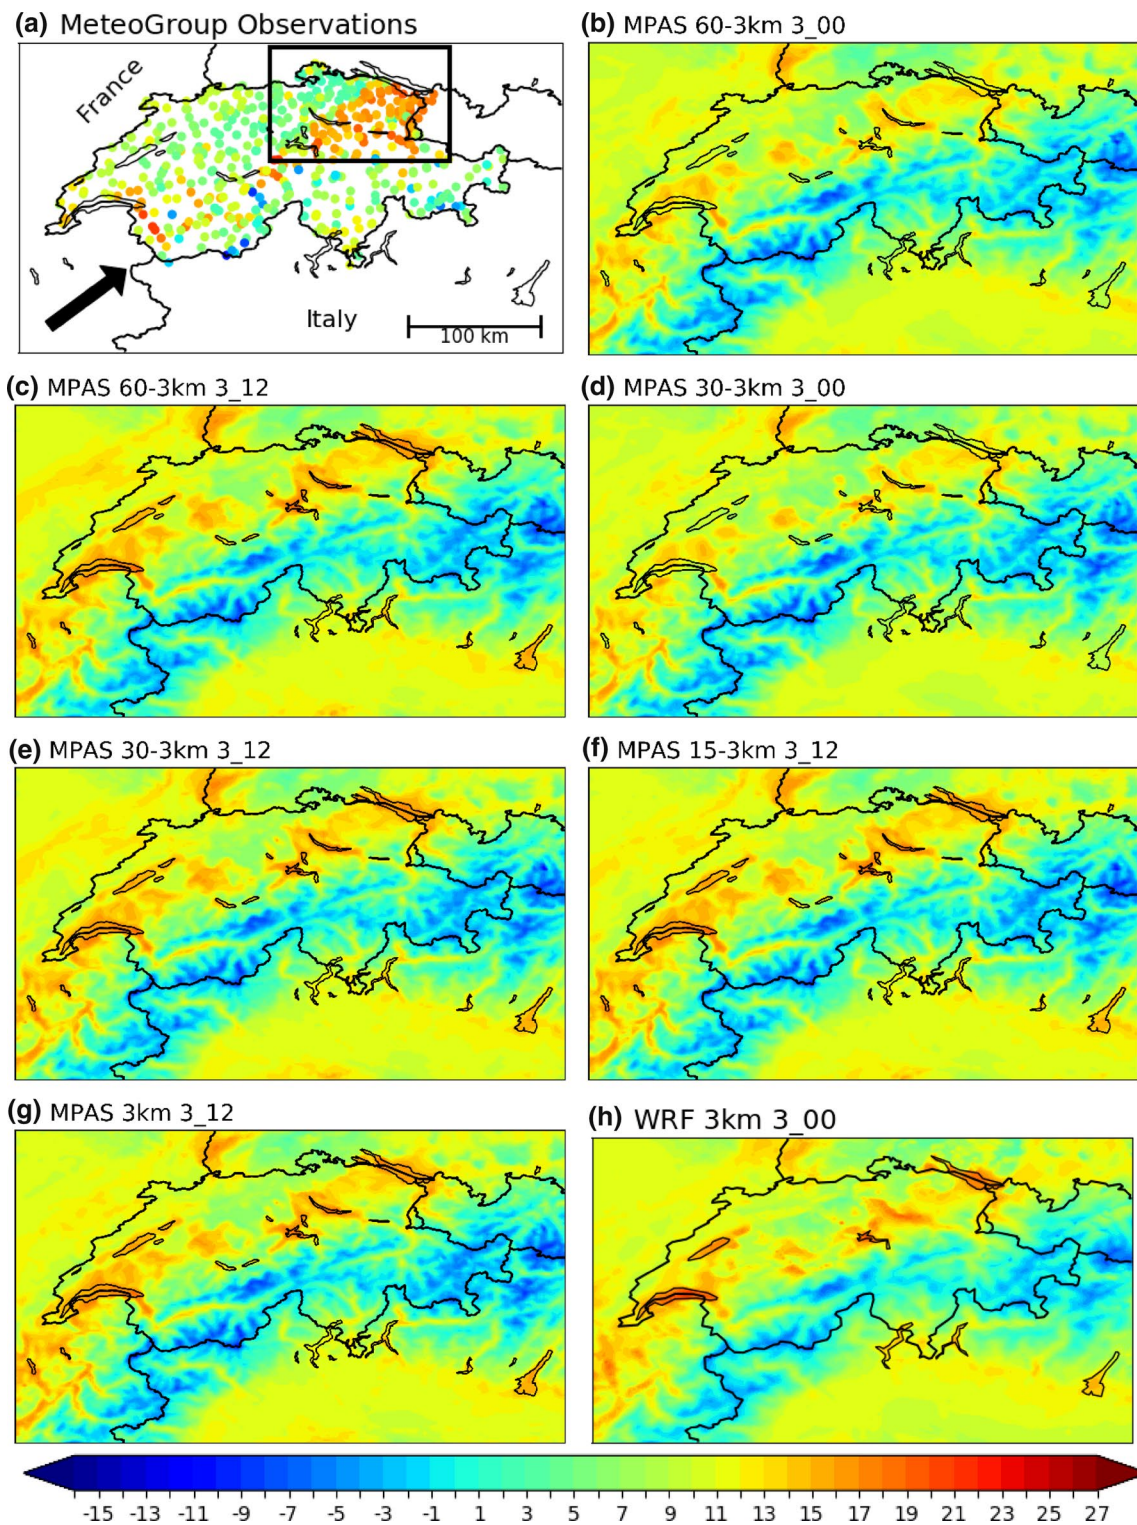 (a) MeteoGroup Observations
France
Italy
100 km
(b) MPAS 60-3km 3_00
(c) MPAS 60-3km 3_12
(d) MPAS 30-3km 3_00
(e) MPAS 30-3km 3_12
(f) MPAS 15-3km 3_12
(g) MPAS 3km 3_12
(h) WRF 3km 3_00
-15 -13 -11 -9 -7 -5 -3 -1 1 3 5 7 9 11 13 15 17 19 21 23 25 27